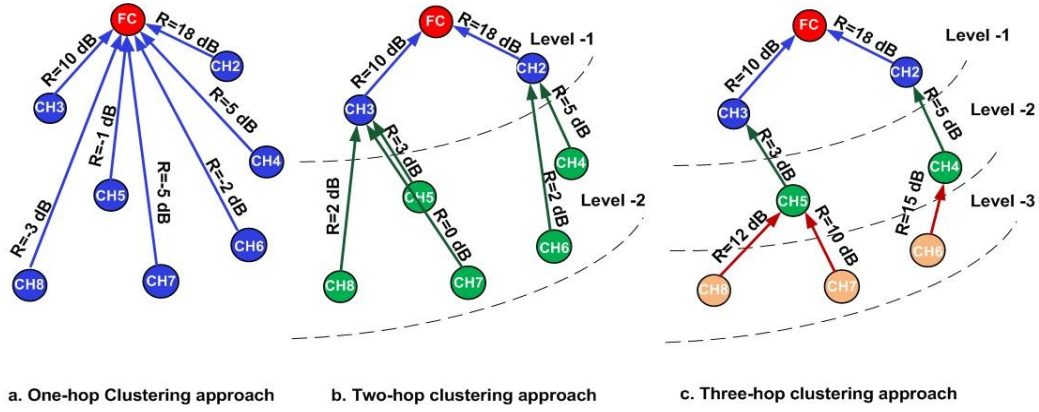 FC
R=10 dB
R=18 dB
CH2
CH3
R=5 dB
CH4
R=-1 dB
CH5
R=-2 dB
CH6
R=-5 dB
CH7
R=-3 dB
CH8
a. One-hop Clustering approach
FC
R=10 dB
R=18 dB
Level -1
CH2
CH3
R=5 dB
CH4
R=3 dB
CH5
Level -2
R=2 dB
R=2 dB
R=0 dB
CH6
CH8
CH7
b. Two-hop clustering approach
FC
R=10 dB
R=18 dB
Level -1
CH2
CH3
Level -2
R=5 dB
R=3 dB
CH4
CH5
Level -3
R=15 dB
R=12 dB
R=10 dB
CH6
CH8
CH7
c. Three-hop clustering approach